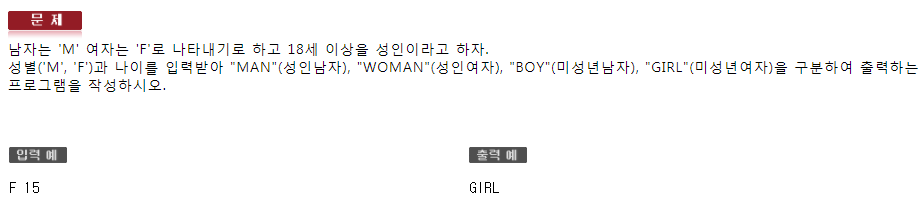 문 제
남자는 'M' 여자는 'F'로 나타내기로 하고 18세 이상을 성인이라고 하자.
성별('M', 'F')과 나이를 입력받아 "MAN"(성인남자), "WOMAN"(성인여자), "BOY"(미성년남자), "GIRL"(미성년여자)을 구분하여 출력하는
프로그램을 작성하시오.
입력 예
F 15
출력 예
GIRL